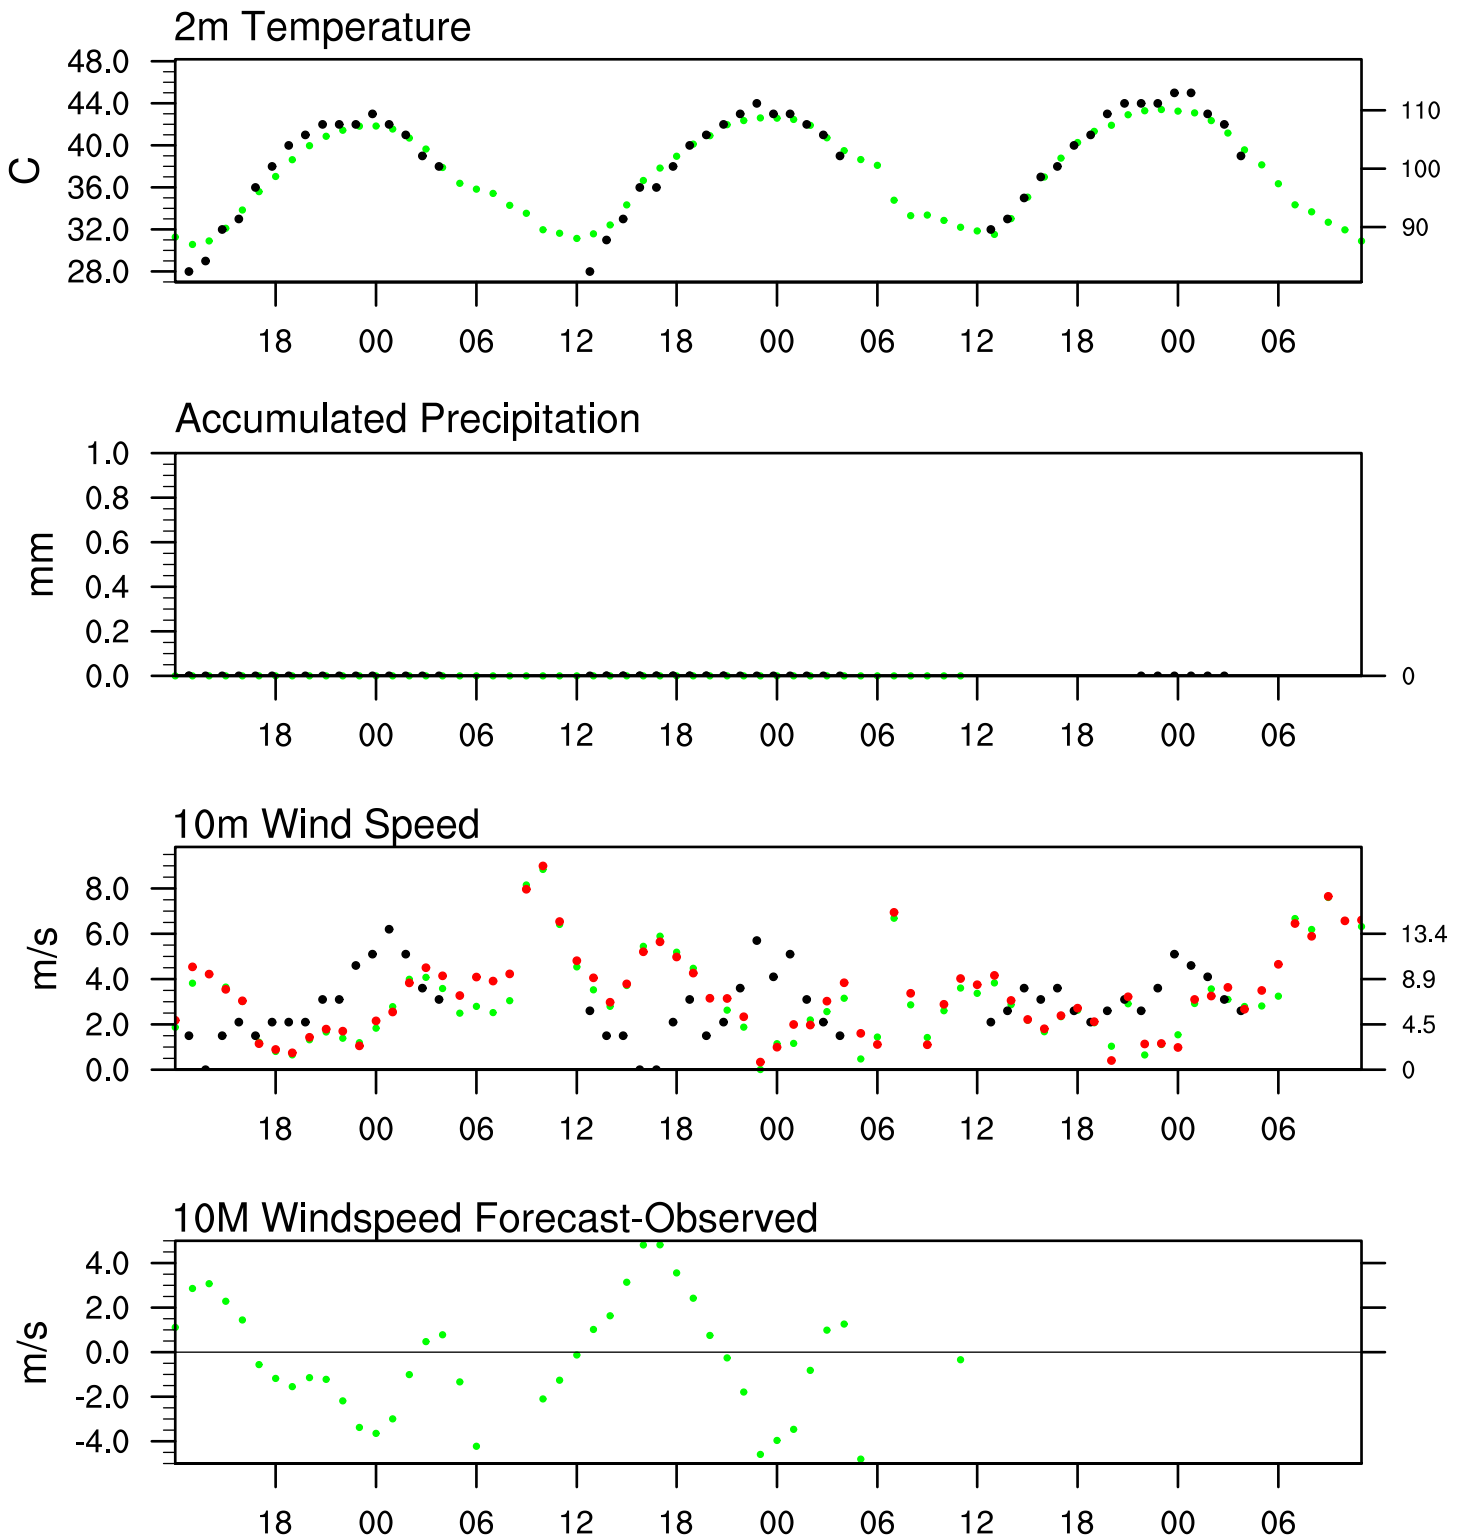 2m Temperature
48.0
44.0
40.0
36.0
32.0
28.0
C
110
100
90
18 00 06 12 18 00 06 12 18 00 06
Accumulated Precipitation
1.0
0.8
0.6
0.4
0.2
0.0
mm
0
18 00 06 12 18 00 06 12 18 00 06
10m Wind Speed
8.0
6.0
4.0
2.0
0.0
m/s
13.4
8.9
4.5
0
18 00 06 12 18 00 06 12 18 00 06
10M Windspeed Forecast-Observed
4.0
2.0
0.0
-2.0
-4.0
m/s
18 00 06 12 18 00 06 12 18 00 06